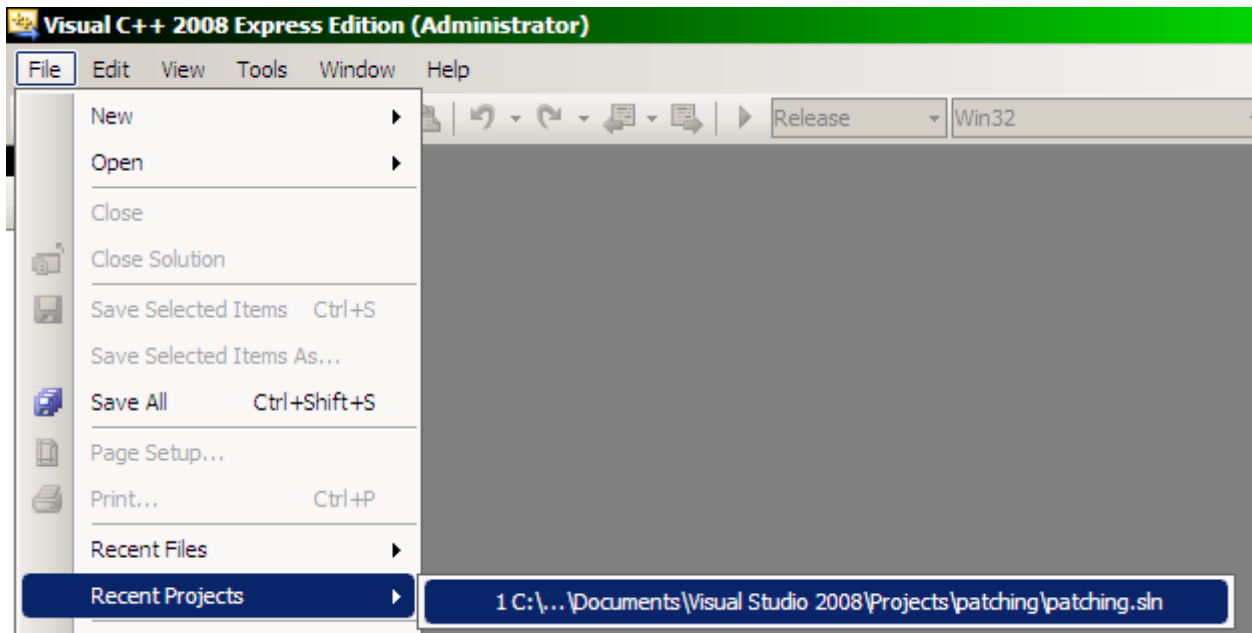 Visual C++ 2008 Express Edition (Administrator)
File Edit View Tools Window Help
Release Win32
New
Open
Close
Close Solution
Save Selected Items Ctrl+S
Save Selected Items As...
Save All Ctrl+Shift+S
Page Setup...
Print... Ctrl+P
Recent Files
Recent Projects
1 C:\...\Documents\Visual Studio 2008\Projects\patching\patching.sln